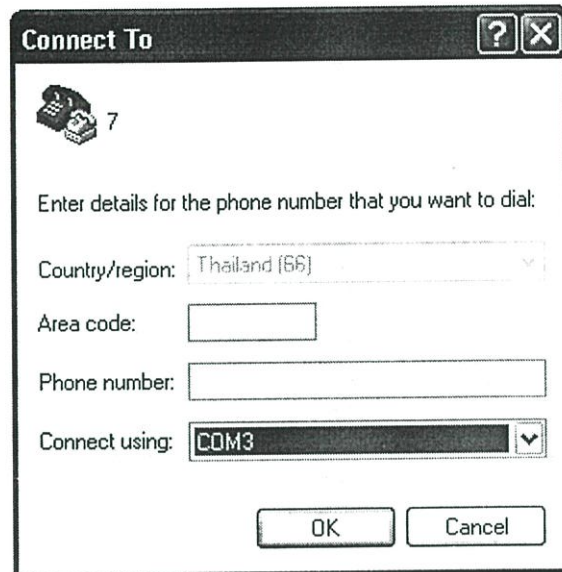 Connect To
7
Enter details for the phone number that you want to dial:
Country/region: Thailand (66)
Area code:
Phone number:
Connect using: COM3
OK Cancel